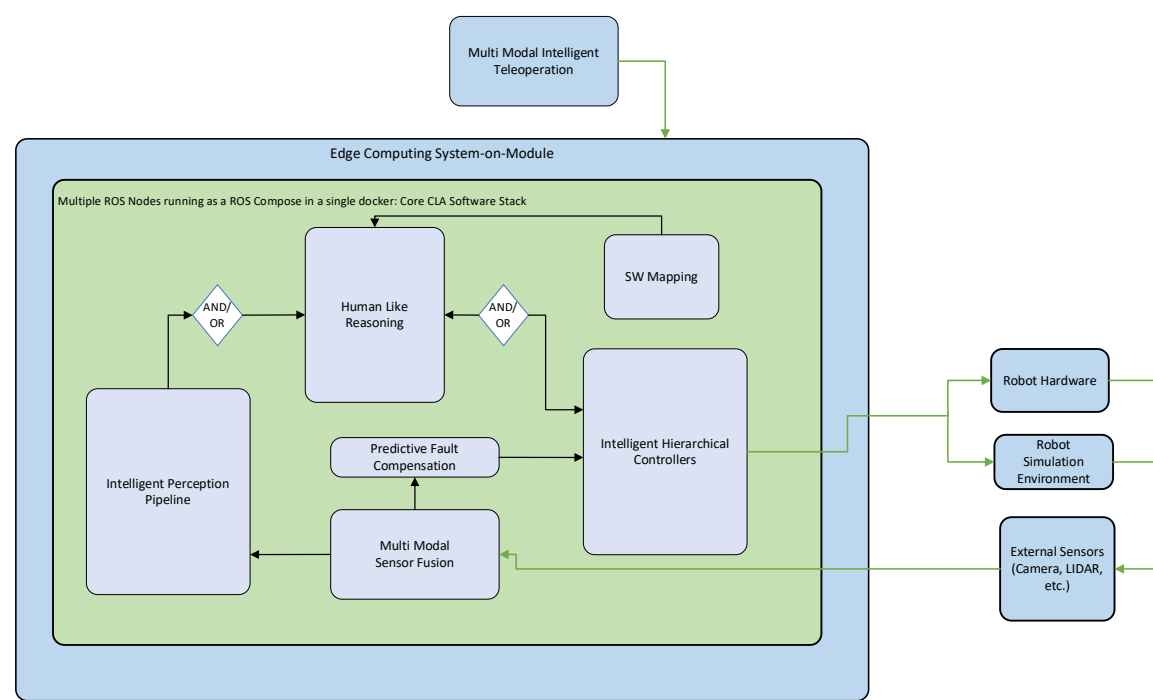 Multi Modal Intelligent
Teleoperation
Edge Computing System-on-Module
Multiple ROS Nodes running as a ROS Compose in a single docker: Core CLA Software Stack
SW Mapping
AND/
OR
Human Like
Reasoning
AND/
OR
Robot Hardware
Predictive Fault
Compensation
Intelligent Hierarchical
Controllers
Robot
Simulation
Environment
Intelligent Perception
Pipeline
Multi Modal
Sensor Fusion
External Sensors
(Camera, LIDAR,
etc.)